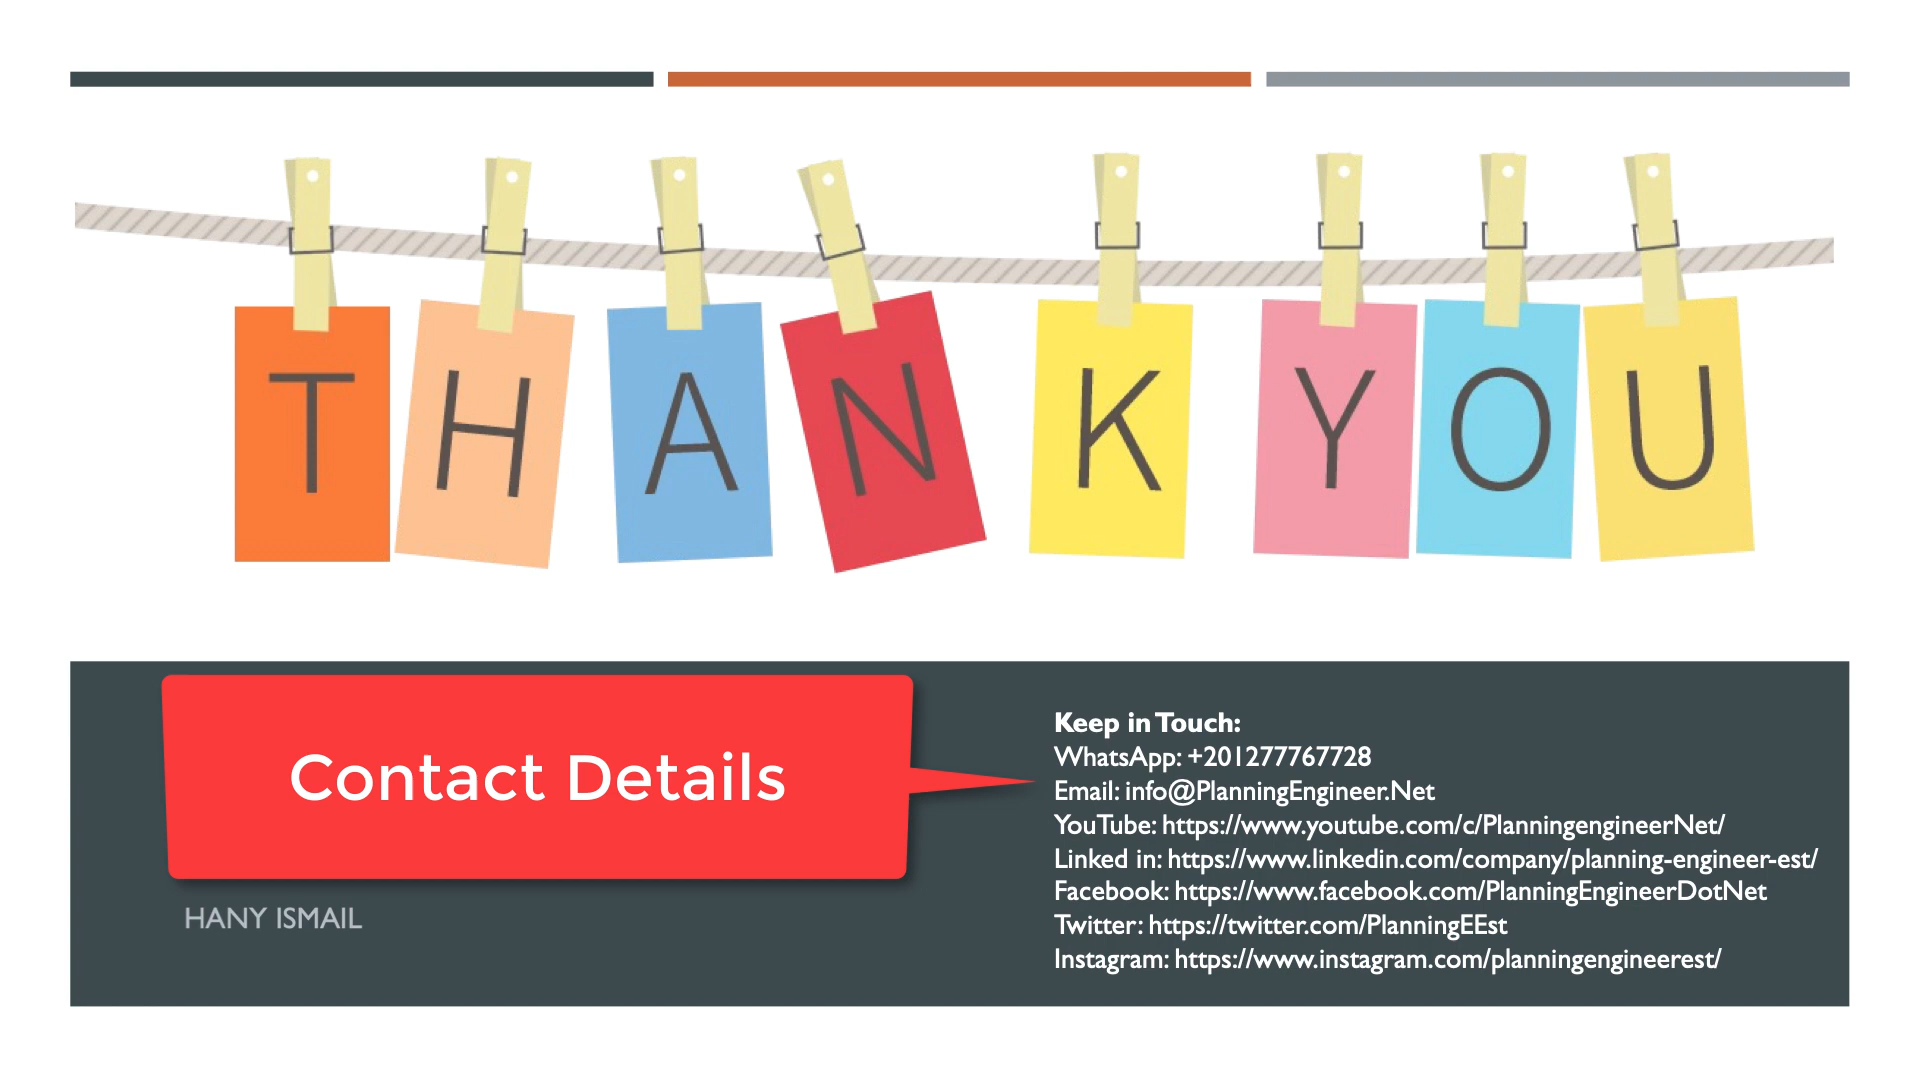 THANK YOU
Contact Details
HANY ISMAIL
Keep in Touch:
WhatsApp: +201277767728
Email: info@PlanningEngineer.Net
YouTube: https://www.youtube.com/c/PlanningengineerNet/
Linked in: https://www.linkedin.com/company/planning-engineer-est/
Facebook: https://www.facebook.com/PlanningEngineerDotNet
Twitter: https://twitter.com/PlanningEEst
Instagram: https://www.instagram.com/planningengineerest/